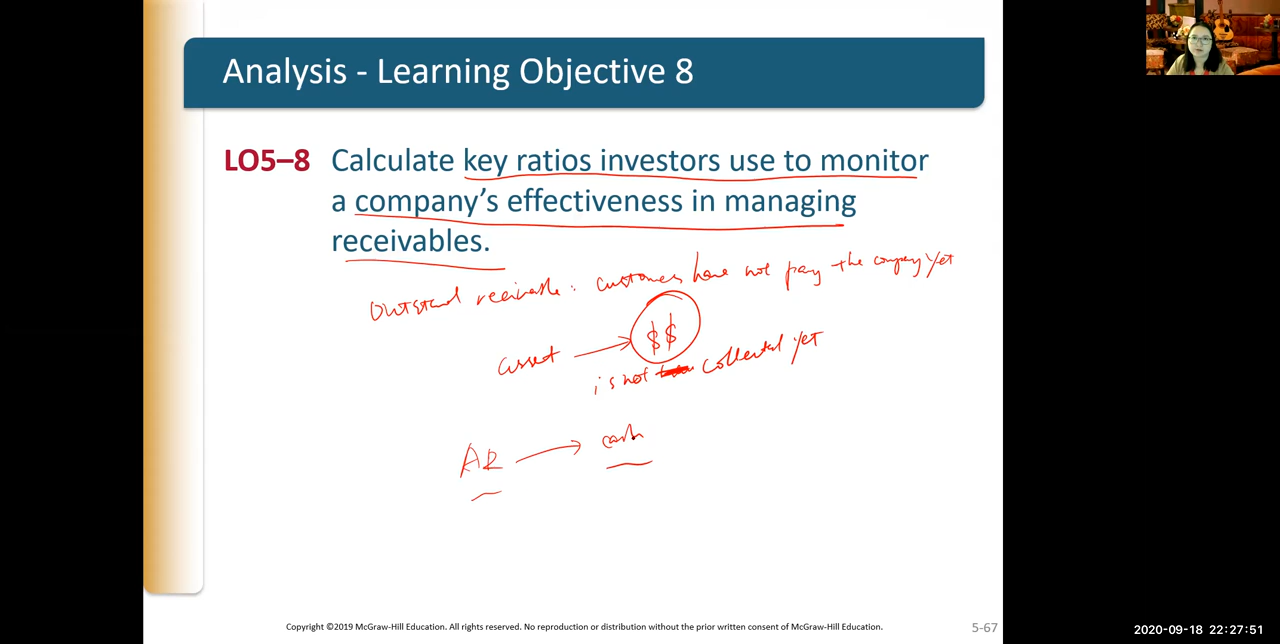 Analysis - Learning Objective 8
LO5–8 Calculate key ratios investors use to monitor
a company's effectiveness in managing
receivables.
Outstand receivable: customers have not pay the company yet
asset → $$
is not collected yet
AR → cash
Copyright ©2019 McGraw-Hill Education. All rights reserved. No reproduction or distribution without the prior written consent of McGraw-Hill Education.
5-67
2020-09-18 22:27:51